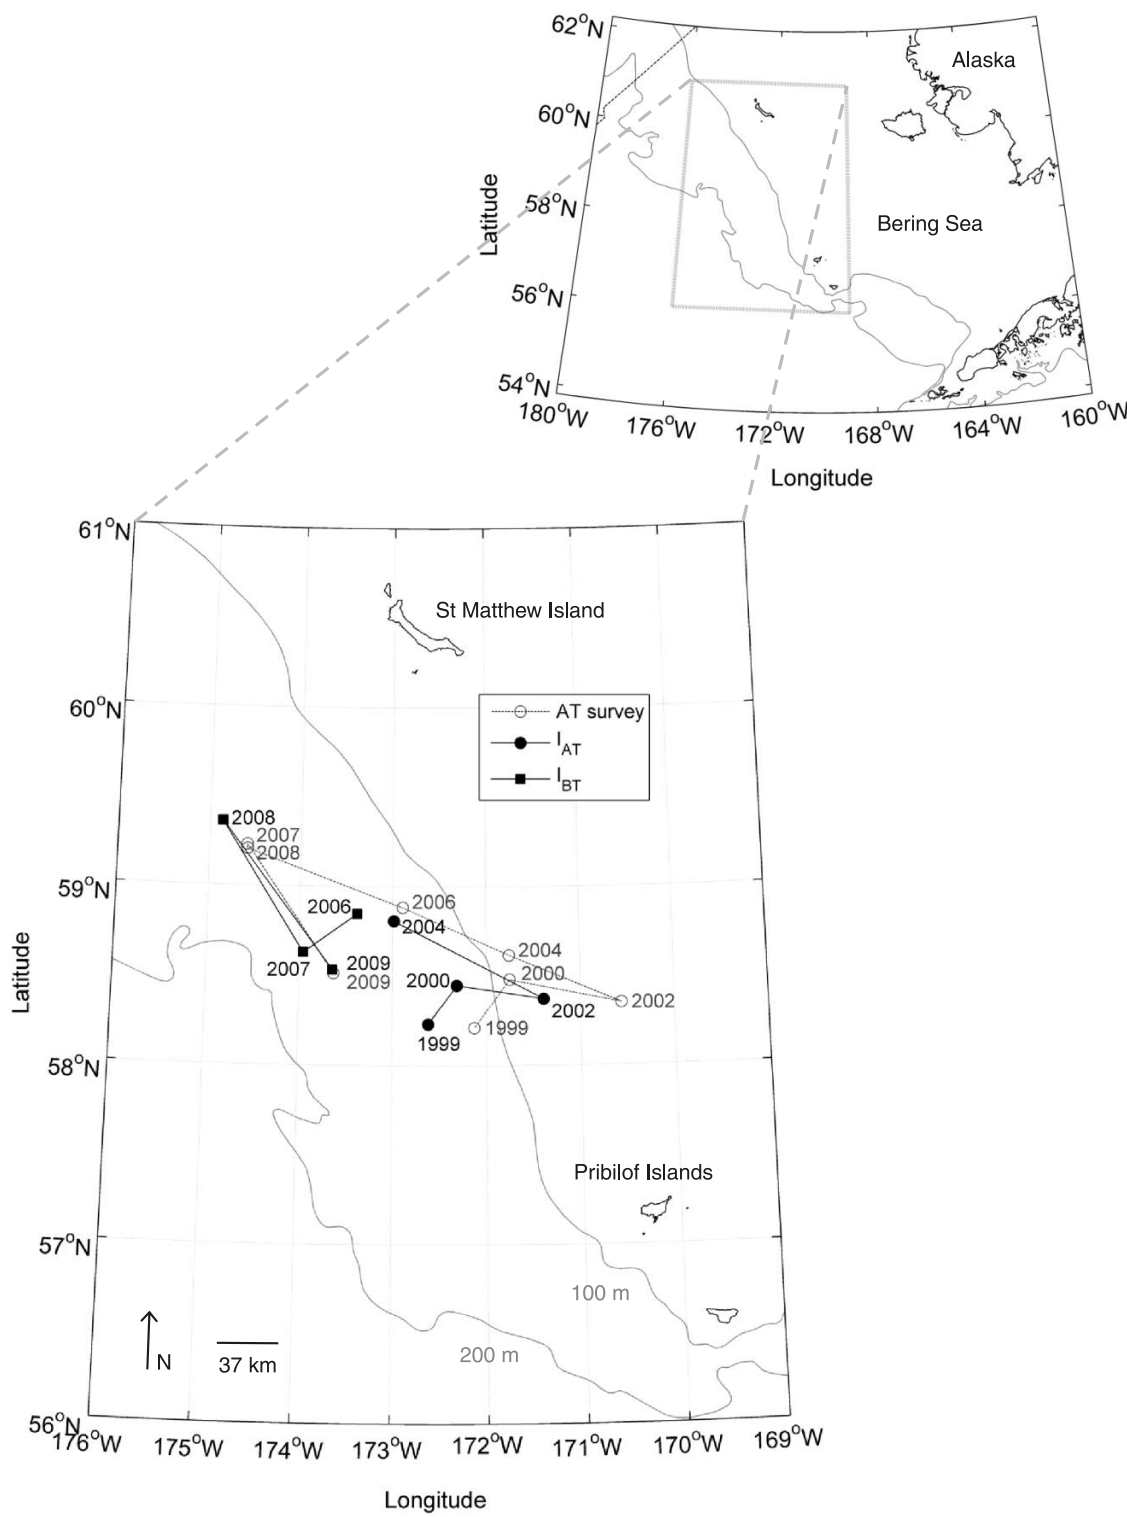 62°N
Alaska
60°N
58°N
Latitude
Bering Sea
56°N
54°N
180°W 176°W 172°W 168°W 164°W 160°W
Longitude
61°N
St Matthew Island
60°N
AT survey
I_AT
I_BT
2008
2007
2008
59°N
2006
2006
2004
2004
2007
2009
2009
2000
2000
2002
2002
1999
1999
Latitude
58°N
Pribilof Islands
57°N
100 m
200 m
N
37 km
56°N
176°W 175°W 174°W 173°W 172°W 171°W 170°W 169°W
Longitude